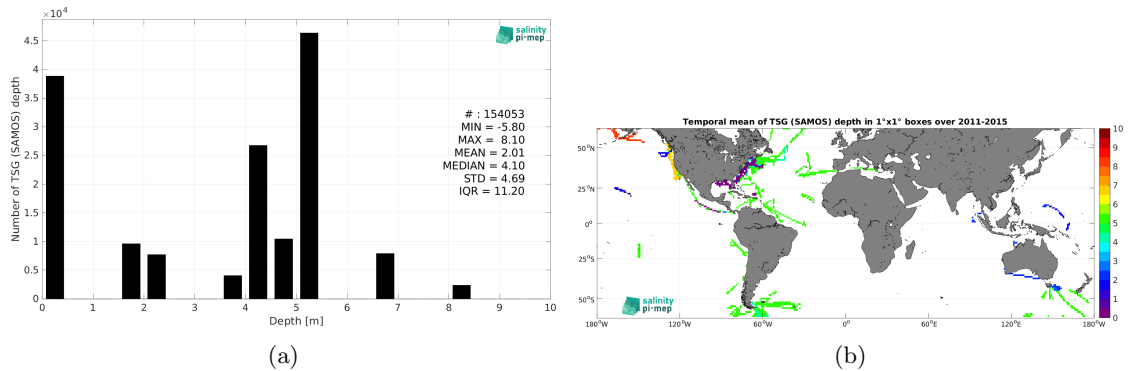 ×10⁴
4.5
4
3.5
3
2.5
2
1.5
1
0.5
0
Number of TSG (SAMOS) depth
salinity
pi-mep
# : 154053
MIN = -5.80
MAX = 8.10
MEAN = 2.01
MEDIAN = 4.10
STD = 4.69
IQR = 11.20
0 1 2 3 4 5 6 7 8 9 10
Depth [m]
(a)
Temporal mean of TSG (SAMOS) depth in 1°x1° boxes over 2011-2015
50°N
25°N
0°
25°S
50°S
salinity
pi-mep
180°W 120°W 60°W 0° 60°E 120°E 180°W
10
9
8
7
6
5
4
3
2
1
0
(b)